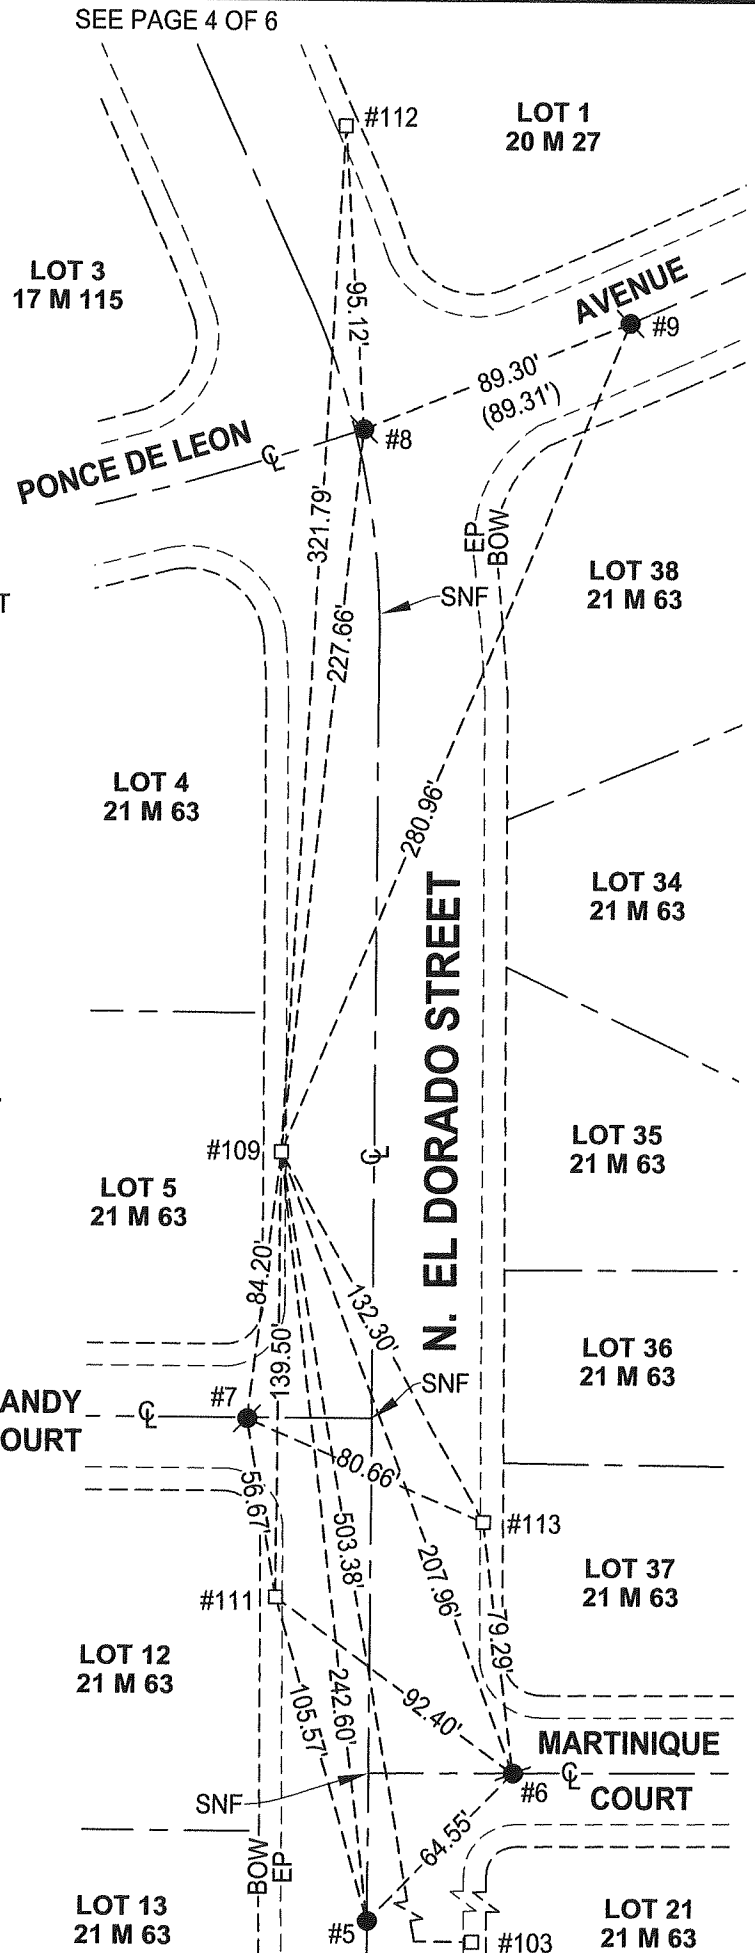 SEE PAGE 4 OF 6
#112
LOT 1
20 M 27
LOT 3
17 M 115
95.12'
AVENUE
#9
89.30'
(89.31')
#8
PONCE DE LEON
CL
321.79'
EP
BOW
LOT 38
21 M 63
T
SNF
227.66'
LOT 4
21 M 63
280.96'
LOT 34
21 M 63
N. EL DORADO STREET
#109
CL
LOT 35
21 M 63
LOT 5
21 M 63
84.20'
132.30'
139.50'
LOT 36
21 M 63
SNF
#7
ANDY
OURT
CL
80.66'
56.67'
503.38'
#113
207.96'
LOT 37
21 M 63
#111
79.29'
LOT 12
21 M 63
105.57'
242.60'
92.40'
MARTINIQUE
CL
COURT
#6
SNF
64.55'
BOW
EP
LOT 13
21 M 63
#5
#103
LOT 21
21 M 63